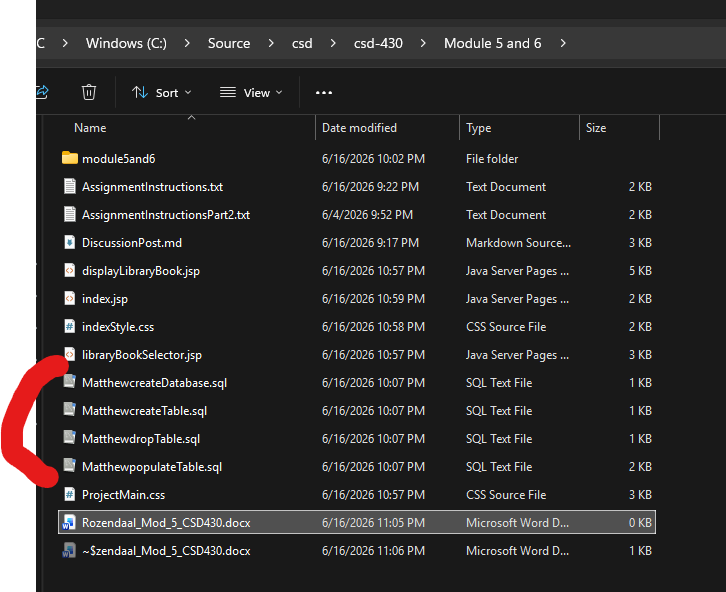 C > Windows (C:) > Source > csd > csd-430 > Module 5 and 6 >
Sort View ...
Name Date modified Type Size
module5and6 6/16/2026 10:02 PM File folder
AssignmentInstructions.txt 6/16/2026 9:22 PM Text Document 2 KB
AssignmentInstructionsPart2.txt 6/4/2026 9:52 PM Text Document 2 KB
DiscussionPost.md 6/16/2026 9:17 PM Markdown Source... 3 KB
displayLibraryBook.jsp 6/16/2026 10:57 PM Java Server Pages ... 5 KB
index.jsp 6/16/2026 10:59 PM Java Server Pages ... 2 KB
indexStyle.css 6/16/2026 10:58 PM CSS Source File 2 KB
libraryBookSelector.jsp 6/16/2026 10:57 PM Java Server Pages ... 3 KB
MatthewcreateDatabase.sql 6/16/2026 10:07 PM SQL Text File 1 KB
MatthewcreateTable.sql 6/16/2026 10:07 PM SQL Text File 1 KB
MatthewdropTable.sql 6/16/2026 10:07 PM SQL Text File 1 KB
MatthewpopulateTable.sql 6/16/2026 10:07 PM SQL Text File 2 KB
ProjectMain.css 6/16/2026 10:57 PM CSS Source File 3 KB
Rozendaal_Mod_5_CSD430.docx 6/16/2026 11:05 PM Microsoft Word D... 0 KB
~$zendaal_Mod_5_CSD430.docx 6/16/2026 11:06 PM Microsoft Word D... 1 KB